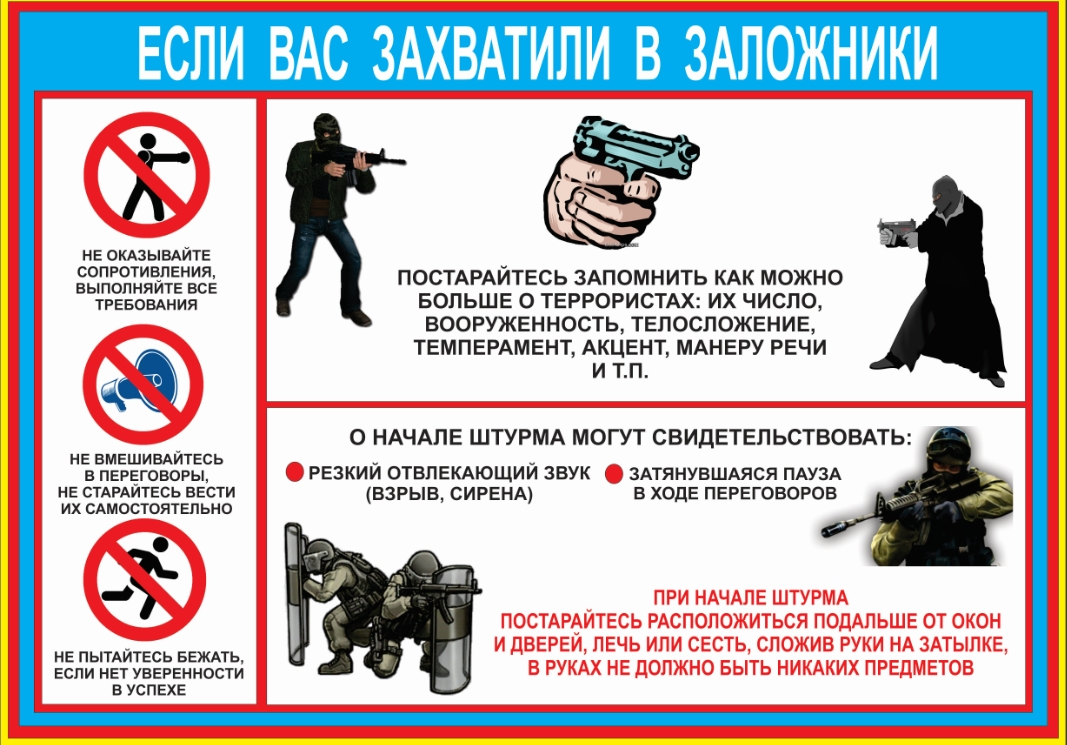 ЕСЛИ ВАС ЗАХВАТИЛИ В ЗАЛОЖНИКИ
НЕ ОКАЗЫВАЙТЕ
СОПРОТИВЛЕНИЯ,
ВЫПОЛНЯЙТЕ ВСЕ
ТРЕБОВАНИЯ
НЕ ВМЕШИВАЙТЕСЬ
В ПЕРЕГОВОРЫ,
НЕ СТАРАЙТЕСЬ ВЕСТИ
ИХ САМОСТОЯТЕЛЬНО
НЕ ПЫТАЙТЕСЬ БЕЖАТЬ,
ЕСЛИ НЕТ УВЕРЕННОСТИ
В УСПЕХЕ
ПОСТАРАЙТЕСЬ ЗАПОМНИТЬ КАК МОЖНО
БОЛЬШЕ О ТЕРРОРИСТАХ: ИХ ЧИСЛО,
ВООРУЖЕННОСТЬ, ТЕЛОСЛОЖЕНИЕ,
ТЕМПЕРАМЕНТ, АКЦЕНТ, МАНЕРУ РЕЧИ
И Т.П.
О НАЧАЛЕ ШТУРМА МОГУТ СВИДЕТЕЛЬСТВОВАТЬ:
РЕЗКИЙ ОТВЛЕКАЮЩИЙ ЗВУК
(ВЗРЫВ, СИРЕНА)
ЗАТЯНУВШАЯСЯ ПАУЗА
В ХОДЕ ПЕРЕГОВОРОВ
ПРИ НАЧАЛЕ ШТУРМА
ПОСТАРАЙТЕСЬ РАСПОЛОЖИТЬСЯ ПОДАЛЬШЕ ОТ ОКОН
И ДВЕРЕЙ, ЛЕЧЬ ИЛИ СЕСТЬ, СЛОЖИВ РУКИ НА ЗАТЫЛКЕ,
В РУКАХ НЕ ДОЛЖНО БЫТЬ НИКАКИХ ПРЕДМЕТОВ